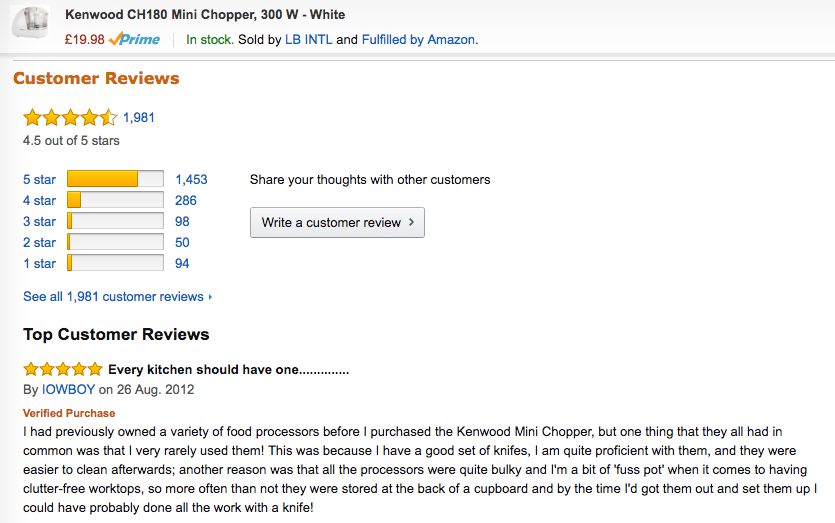 Kenwood CH180 Mini Chopper, 300 W - White
£19.98 Prime In stock. Sold by LB INTL and Fulfilled by Amazon.
Customer Reviews
1,981
4.5 out of 5 stars
5 star 1,453 Share your thoughts with other customers
4 star 286
3 star 98 Write a customer review
2 star 50
1 star 94
See all 1,981 customer reviews
Top Customer Reviews
Every kitchen should have one..............
By IOWBOY on 26 Aug. 2012
Verified Purchase
I had previously owned a variety of food processors before I purchased the Kenwood Mini Chopper, but one thing that they all had in
common was that I very rarely used them! This was because I have a good set of knifes, I am quite proficient with them, and they were
easier to clean afterwards; another reason was that all the processors were quite bulky and I'm a bit of 'fuss pot' when it comes to having
clutter-free worktops, so more often than not they were stored at the back of a cupboard and by the time I'd got them out and set them up I
could have probably done all the work with a knife!